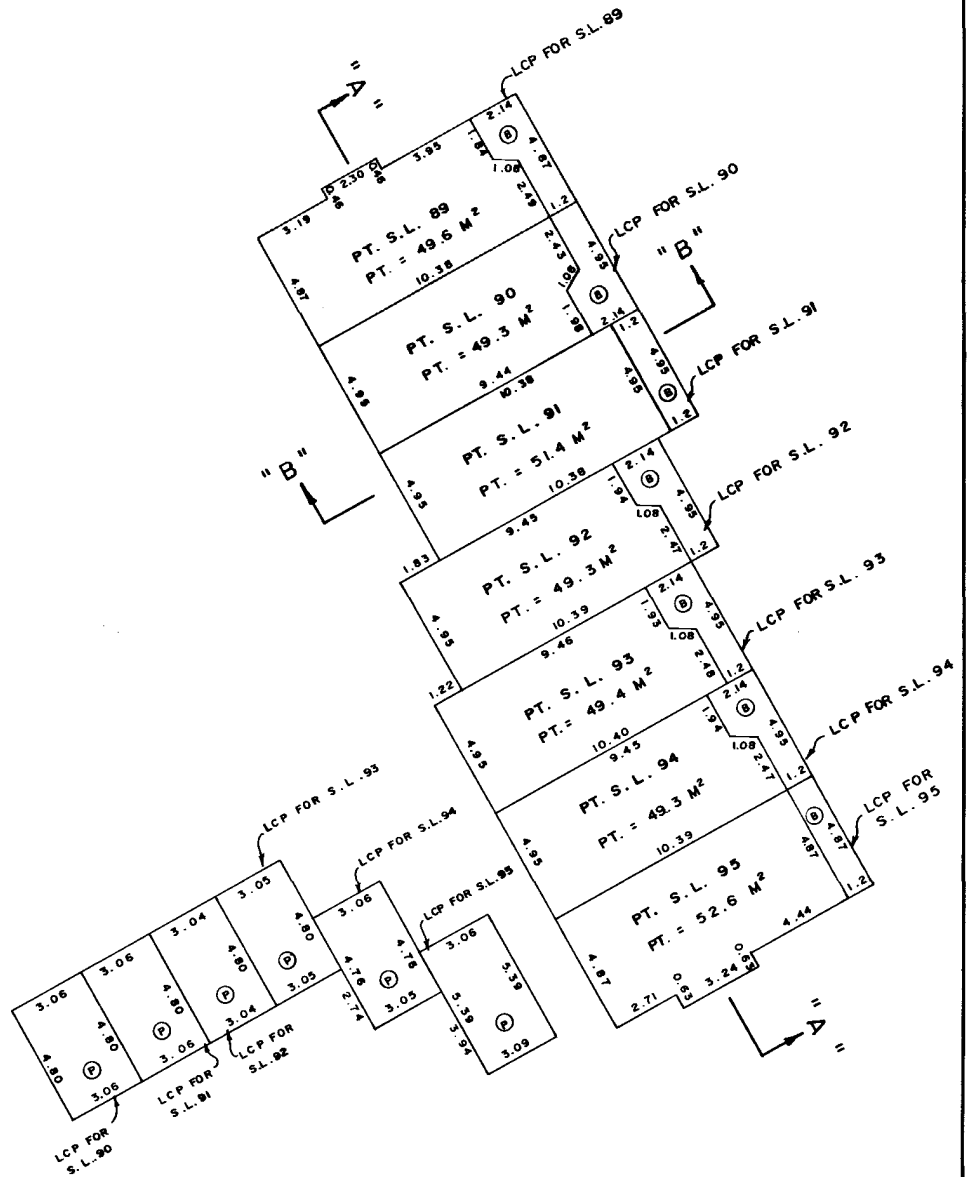 LCP FOR S.L. 89
"A"
2.14
B
4.87
1.84
1.08
2.49
1.2
3.95
0.46
2.30
0.46
3.19
PT. S.L. 89
PT. = 49.6 M²
4.87
10.38
LCP FOR S.L. 90
"B"
2.43
4.95
1.08
B
1.98
2.14
PT. S.L. 90
PT. = 49.3 M²
4.95
9.44
10.38
LCP FOR S.L. 91
1.2
4.95
4.95
B
1.2
PT. S.L. 91
PT. = 51.4 M²
"B"
4.95
10.38
LCP FOR S.L. 92
2.14
B
1.94
4.95
1.08
2.47
1.2
9.45
1.83
PT. S.L. 92
PT. = 49.3 M²
4.95
10.39
LCP FOR S.L. 93
2.14
B
1.93
4.95
1.08
2.48
1.2
9.46
1.22
PT. S.L. 93
PT. = 49.4 M²
4.95
10.40
LCP FOR S.L. 94
2.14
B
1.94
4.95
1.08
2.47
1.2
9.45
PT. S.L. 94
PT. = 49.3 M²
4.95
10.39
LCP FOR
S.L. 95
B
4.87
4.87
1.2
PT. S.L. 95
PT. = 52.6 M²
4.87
4.44
0.63
3.24
0.63
2.71
"A"
LCP FOR S.L. 93
3.05
4.80
P
3.05
LCP FOR S.L. 94
3.06
4.76
4.76
P
2.74
3.05
LCP FOR S.L. 95
3.06
5.39
5.39
P
3.94
3.09
3.04
4.80
P
3.04
LCP FOR
S.L. 92
3.06
4.80
P
3.06
LCP FOR
S.L. 91
3.06
4.80
4.80
P
3.06
LCP FOR
S.L. 90